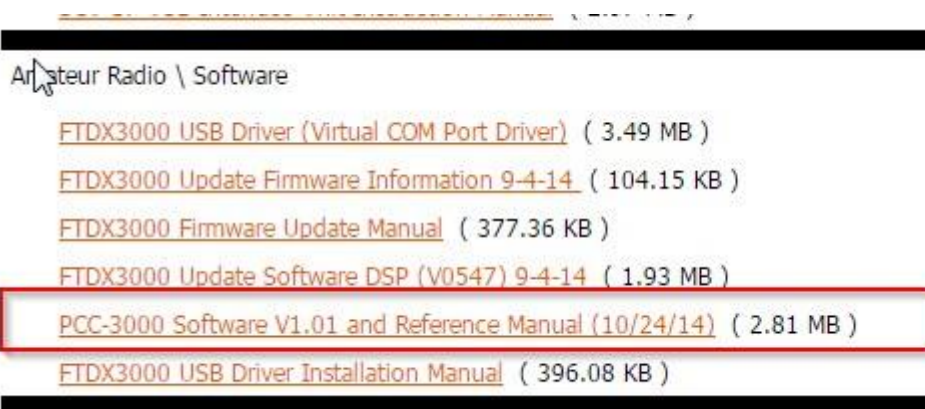 Amateur Radio \ Software
FTDX3000 USB Driver (Virtual COM Port Driver) ( 3.49 MB )
FTDX3000 Update Firmware Information 9-4-14 ( 104.15 KB )
FTDX3000 Firmware Update Manual ( 377.36 KB )
FTDX3000 Update Software DSP (V0547) 9-4-14 ( 1.93 MB )
PCC-3000 Software V1.01 and Reference Manual (10/24/14) ( 2.81 MB )
FTDX3000 USB Driver Installation Manual ( 396.08 KB )